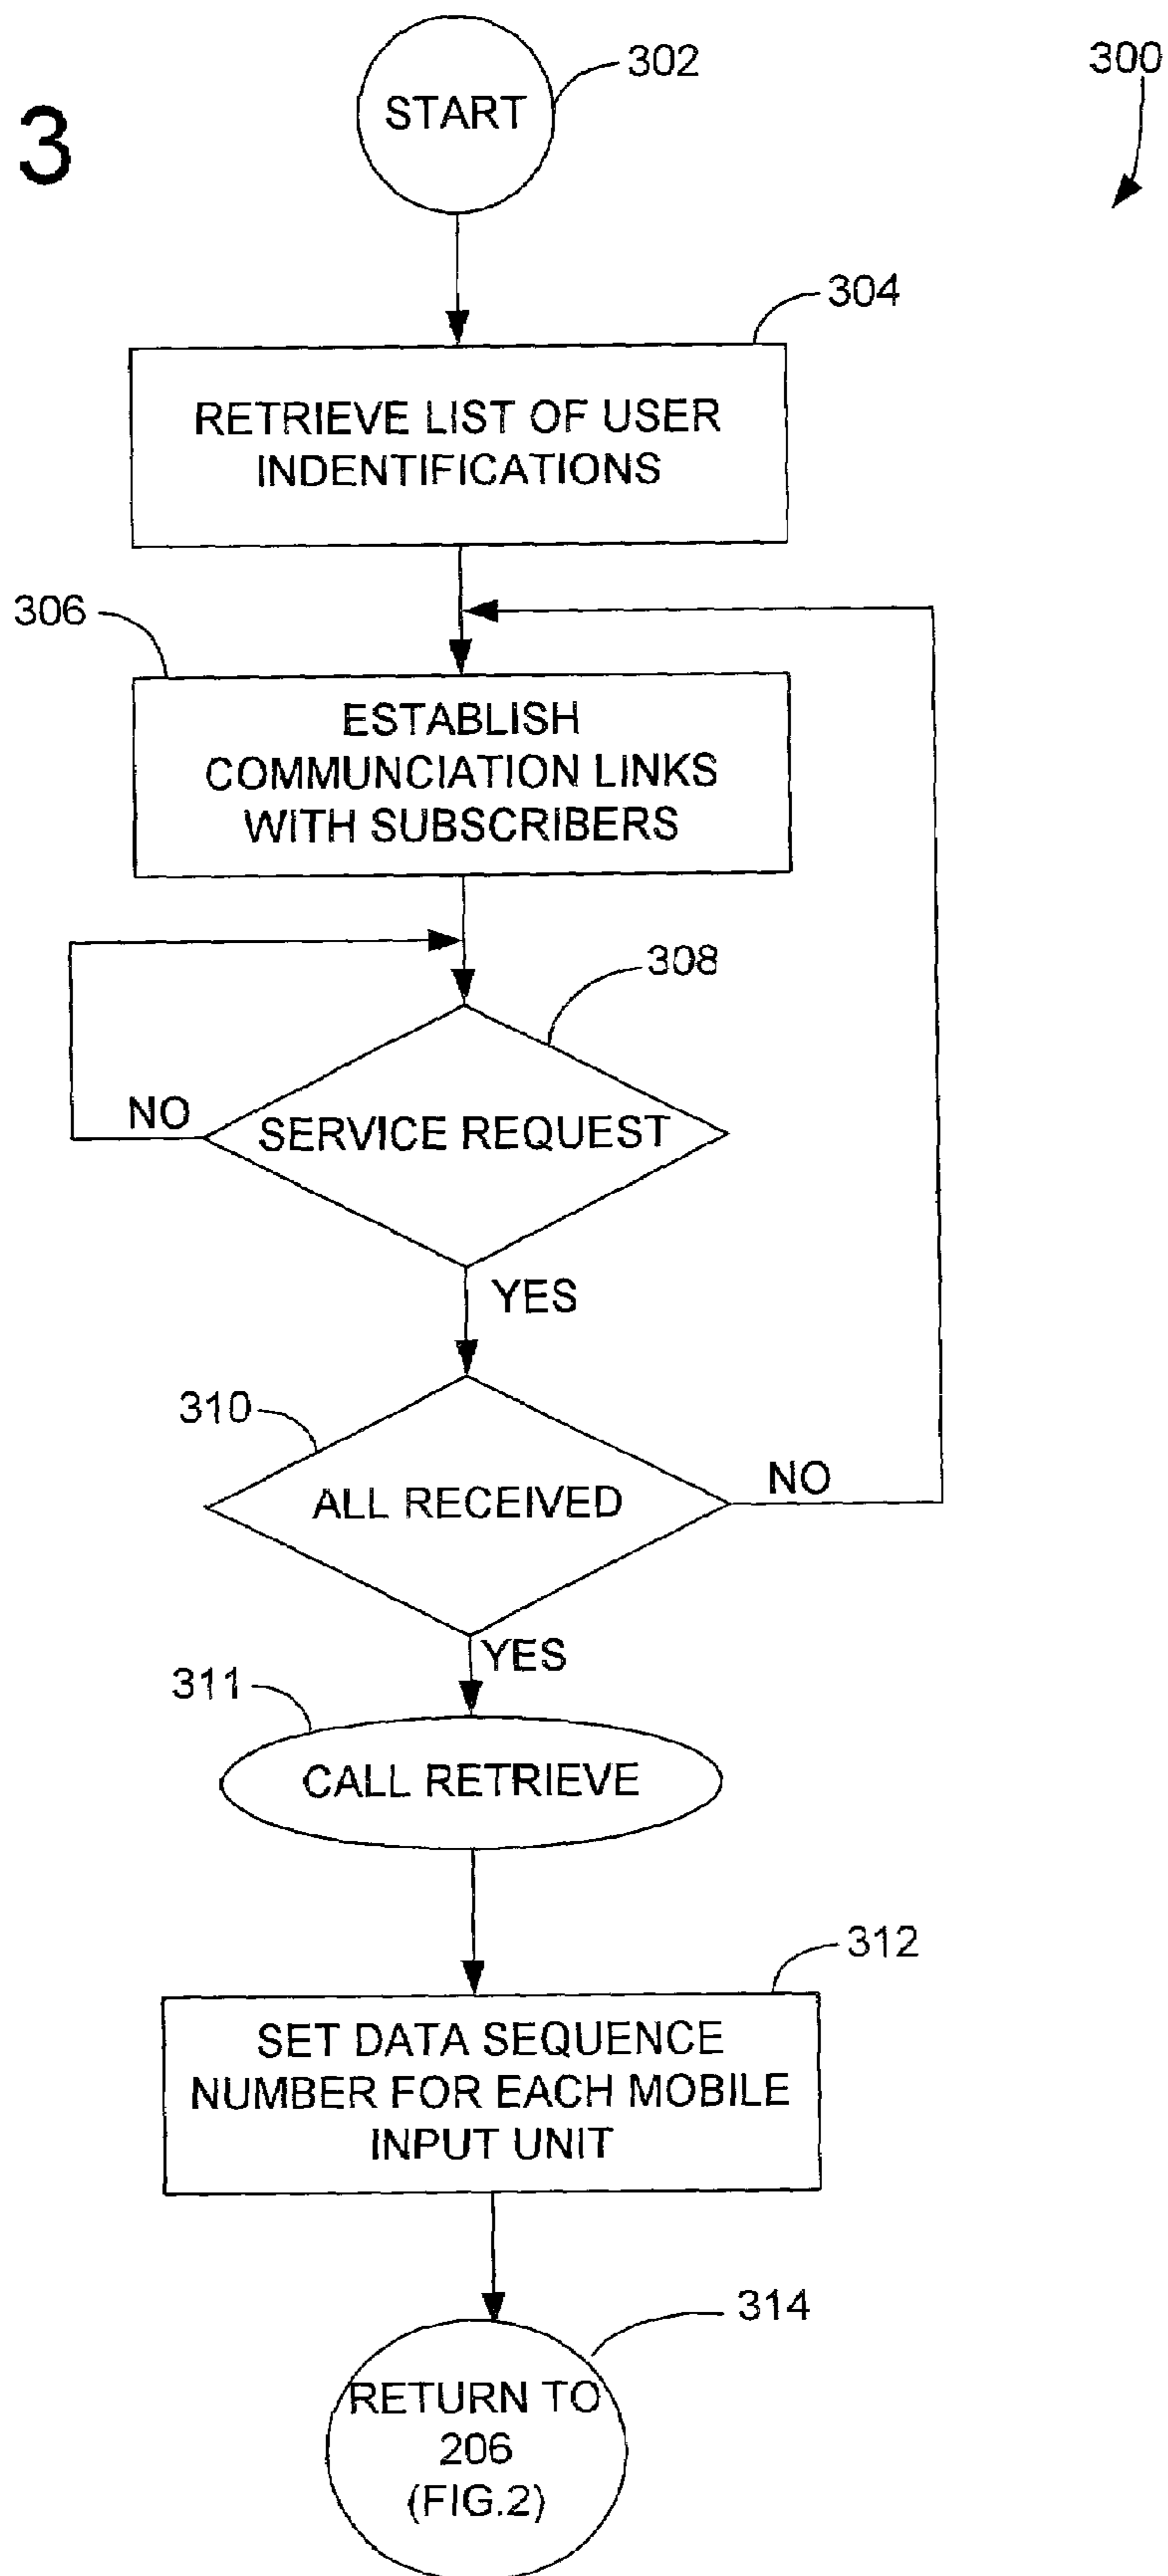 302
300
START
3
304
RETRIEVE LIST OF USER
INDENTIFICATIONS
306
ESTABLISH
COMMUNCIATION LINKS
WITH SUBSCRIBERS
308
NO
SERVICE REQUEST
YES
310
NO
ALL RECEIVED
YES
311
CALL RETRIEVE
312
SET DATA SEQUENCE
NUMBER FOR EACH MOBILE
INPUT UNIT
314
RETURN TO
206
(FIG.2)